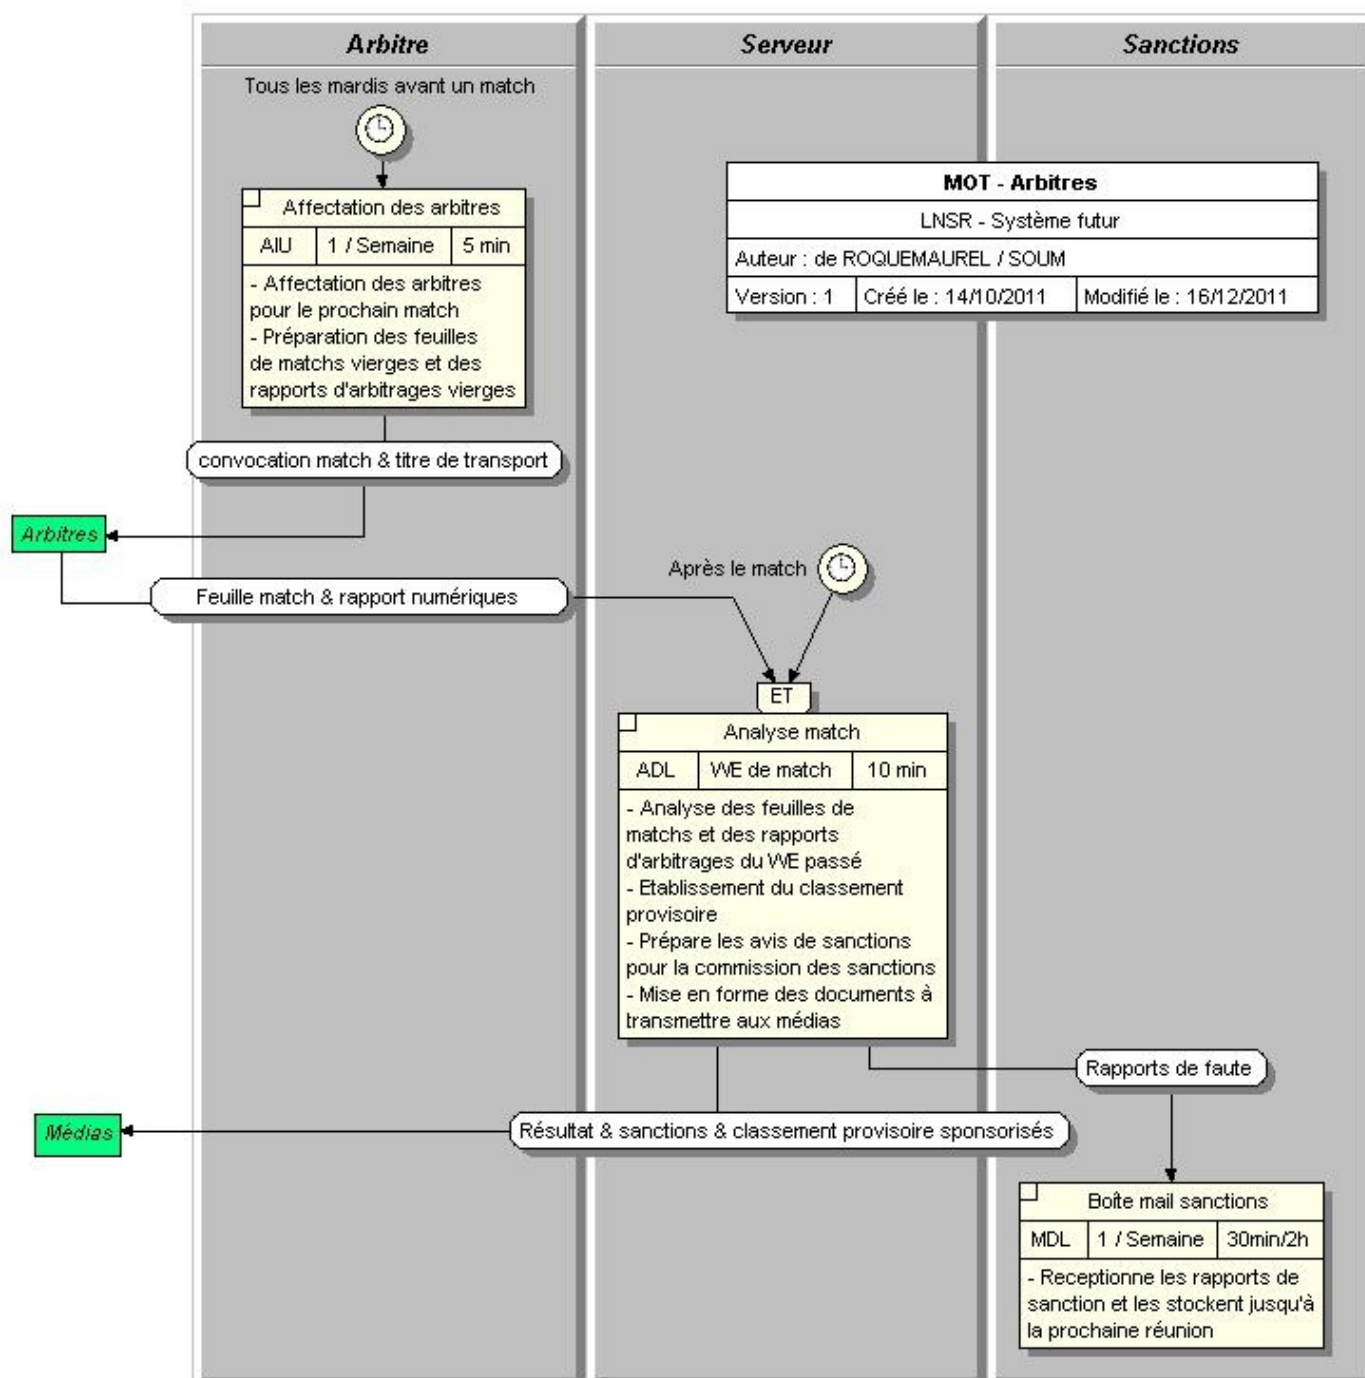 Arbitre
Serveur
Sanctions
Tous les mardis avant un match
MOT - Arbitres
LNSR - Système futur
Auteur : de ROQUEMAUREL / SOUM
Version : 1
Créé le : 14/10/2011
Modifié le : 16/12/2011
Affectation des arbitres
AIU
1 / Semaine
5 min
- Affectation des arbitres
pour le prochain match
- Préparation des feuilles
de matchs vierges et des
rapports d'arbitrages vierges
convocation match & titre de transport
Arbitres
Feuille match & rapport numériques
Après le match
ET
Analyse match
ADL
WE de match
10 min
- Analyse des feuilles de
matchs et des rapports
d'arbitrages du WE passé
- Etablissement du classement
provisoire
- Prépare les avis de sanctions
pour la commission des sanctions
- Mise en forme des documents à
transmettre aux médias
Rapports de faute
Médias
Résultat & sanctions & classement provisoire sponsorisés
Boîte mail sanctions
MDL
1 / Semaine
30min/2h
- Receptionne les rapports de
sanction et les stockent jusqu'à
la prochaine réunion